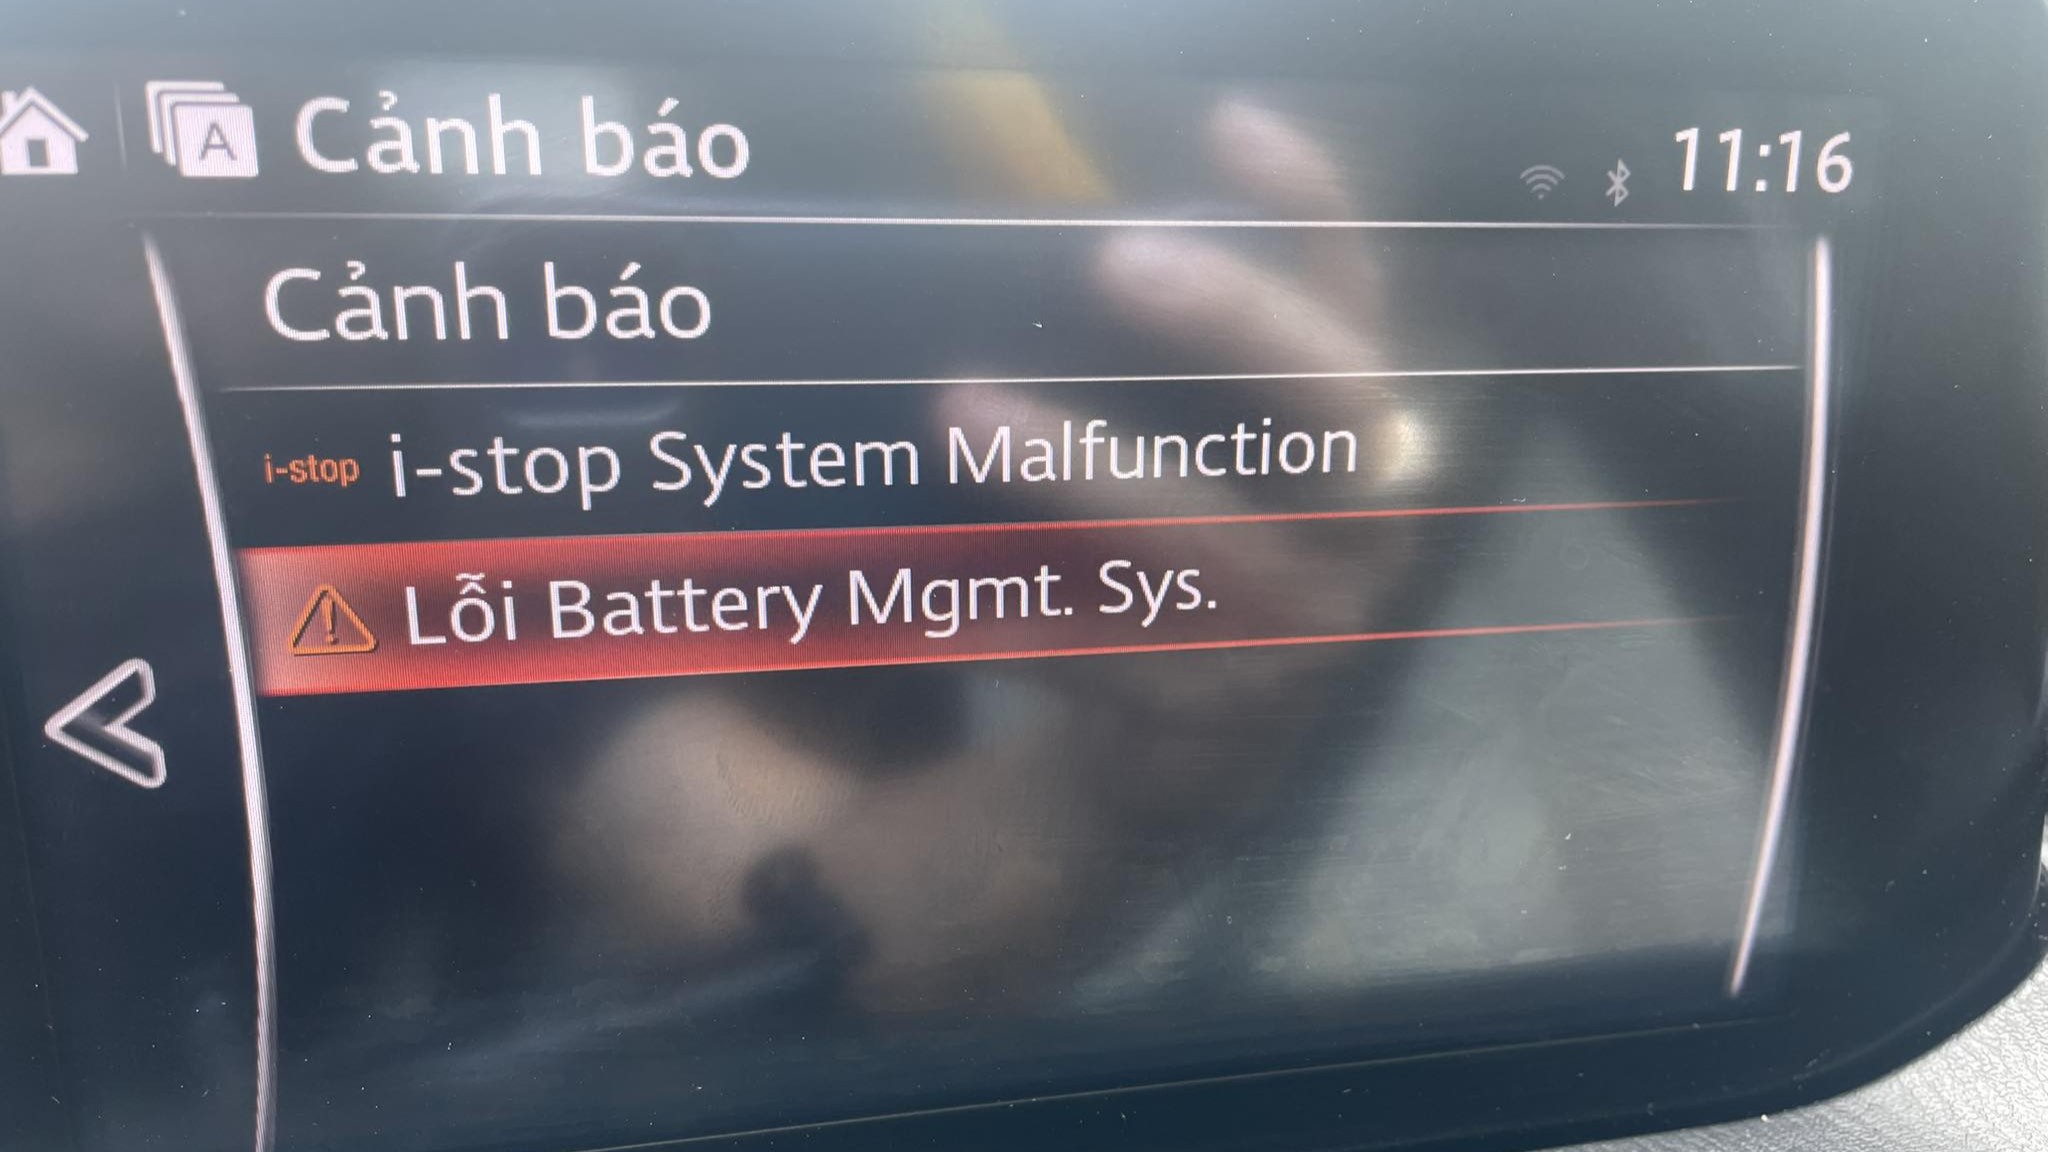 A Cảnh báo 11:16
Cảnh báo
i-stop i-stop System Malfunction
Lỗi Battery Mgmt. Sys.